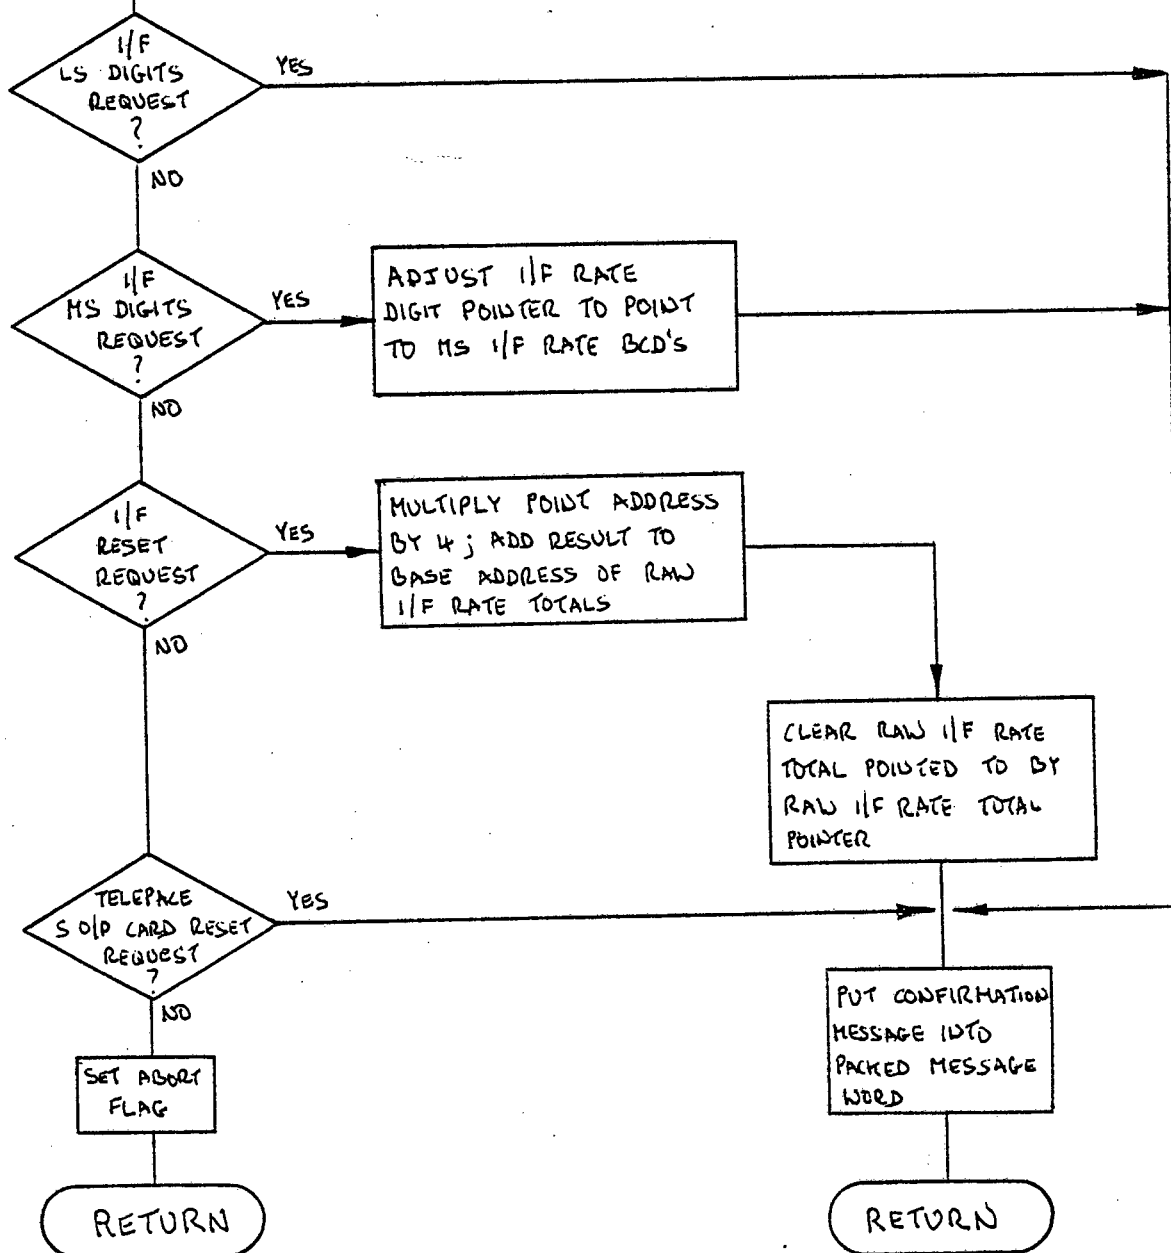 I/F
LS DIGITS
REQUEST
?
YES
NO
I/F
MS DIGITS
REQUEST
?
YES
NO
ADJUST I/F RATE
DIGIT POINTER TO POINT
TO MS I/F RATE BCD'S
I/F
RESET
REQUEST
?
YES
NO
MULTIPLY POINT ADDRESS
BY 4 ; ADD RESULT TO
BASE ADDRESS OF RAW
I/F RATE TOTALS
CLEAR RAW I/F RATE
TOTAL POINTED TO BY
RAW I/F RATE TOTAL
POINTER
TELEPACE
S O/P CARD RESET
REQUEST
?
YES
NO
SET ABORT
FLAG
RETURN
PUT CONFIRMATION
MESSAGE INTO
PACKED MESSAGE
WORD
RETURN